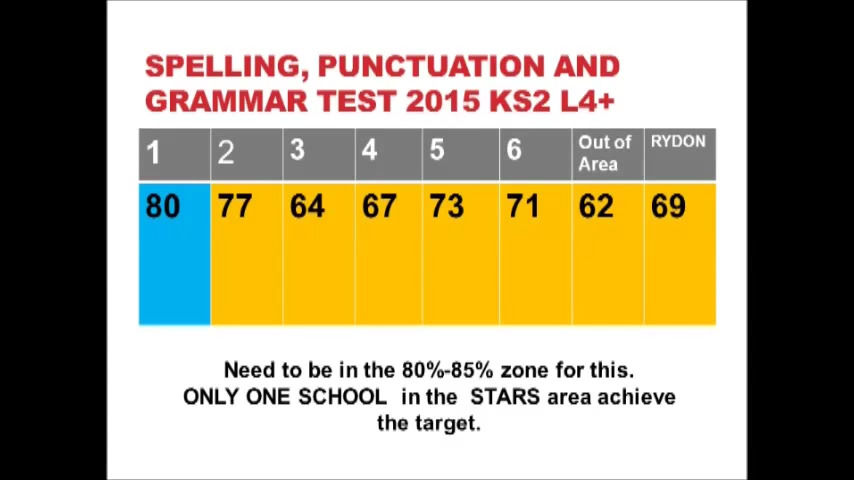 SPELLING, PUNCTUATION AND
GRAMMAR TEST 2015 KS2 L4+
1 2 3 4 5 6 Out of Area RYDON
80 77 64 67 73 71 62 69
Need to be in the 80%-85% zone for this.
ONLY ONE SCHOOL in the STARS area achieve
the target.